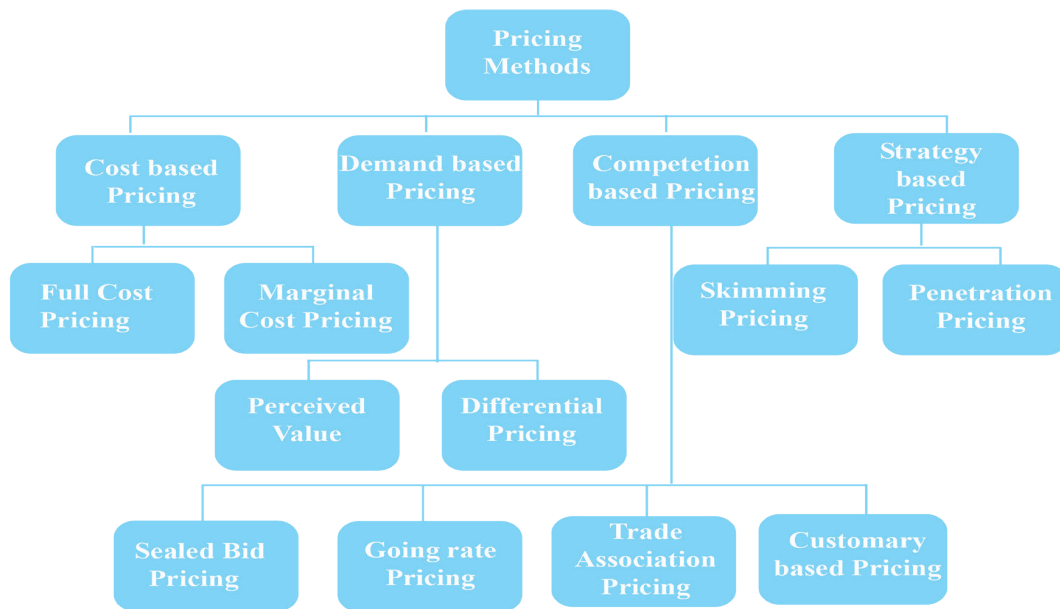 Pricing
Methods
Cost based
Pricing
Demand based
Pricing
Competetion
based Pricing
Strategy
based
Pricing
Full Cost
Pricing
Marginal
Cost Pricing
Skimming
Pricing
Penetration
Pricing
Perceived
Value
Differential
Pricing
Sealed Bid
Pricing
Going rate
Pricing
Trade
Association
Pricing
Customary
based Pricing